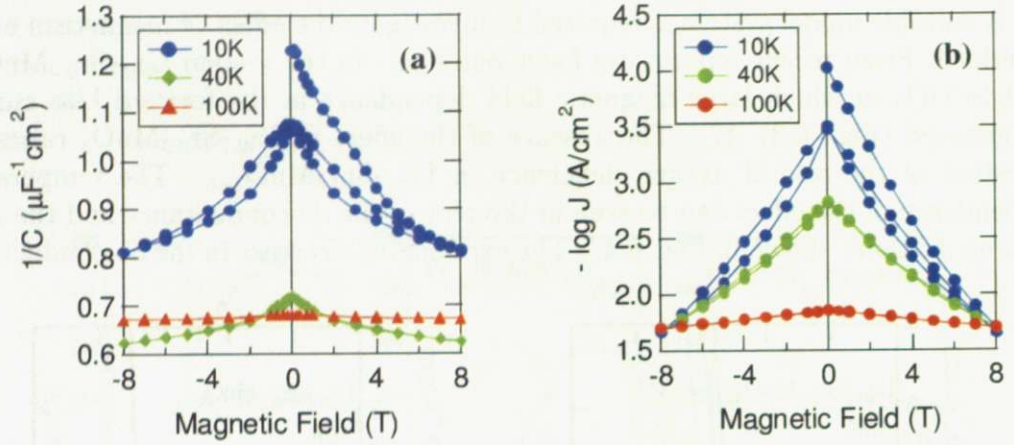 1.3
1.2
1.1
1.0
0.9
0.8
0.7
0.6
1/C (µF⁻¹ cm²)
-8
-4
0
4
8
Magnetic Field (T)
10K
40K
100K
(a)
4.5
4.0
3.5
3.0
2.5
2.0
1.5
- log J (A/cm²)
-8
-4
0
4
8
Magnetic Field (T)
10K
40K
100K
(b)